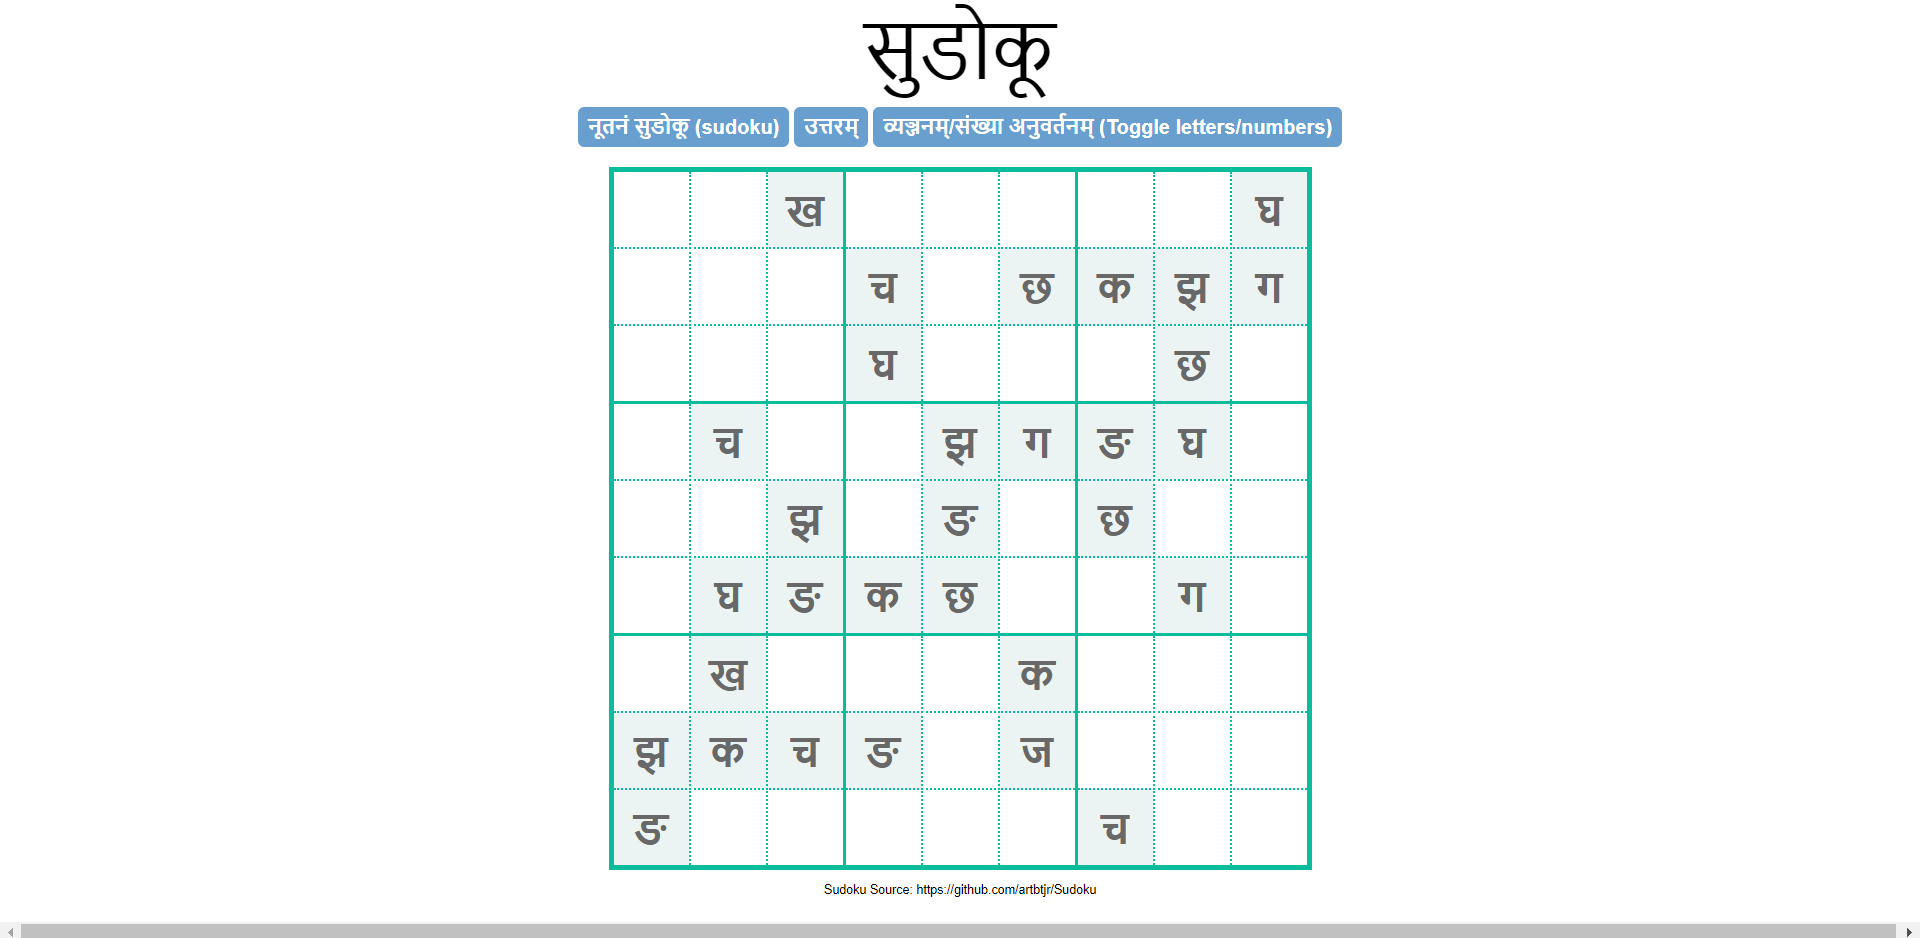 सुडोकू
नूतनं सुडोकू (sudoku) उत्तरम् व्यञ्जनम्/संख्या अनुवर्तनम् (Toggle letters/numbers)
ख घ
च छ क झ ग
घ छ
च झ ग ङ घ
झ ङ छ
घ ङ क छ ग
ख क
झ क च ङ ज
ङ च
Sudoku Source: https://github.com/artbtjr/Sudoku